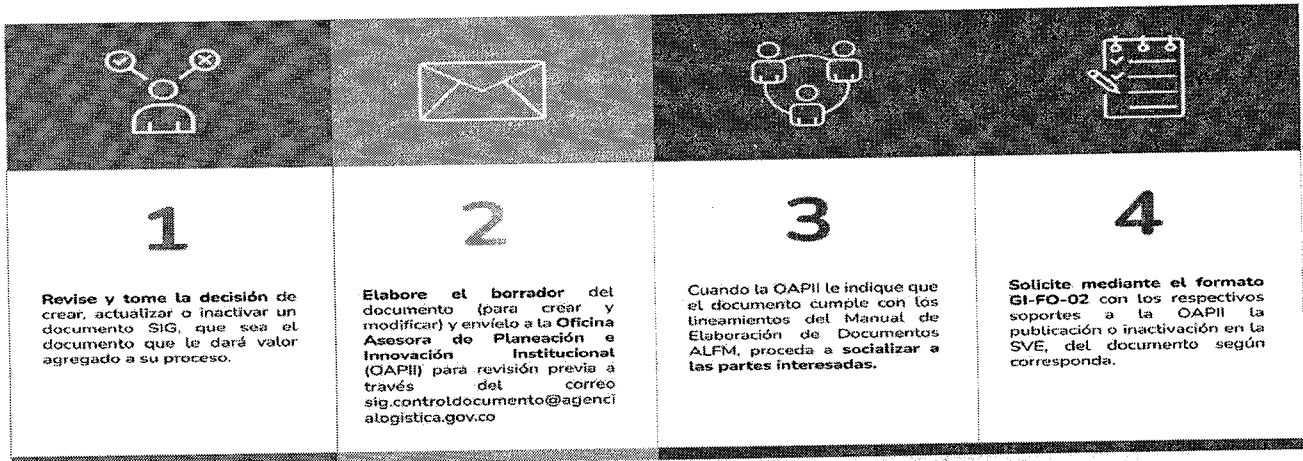 1
Revise y tome la decisión de
crear, actualizar o inactivar un
documento SIG, que sea el
documento que le dará valor
agregado a su proceso.
2
Elabore el borrador del
documento (para crear y
modificar) y envíelo a la Oficina
Asesora de Planeación e
Innovación Institucional
(OAPII) para revisión previa a
través del correo
sig.controldocumento@agenci
alogistica.gov.co
3
Cuando la OAPII le indique que
el documento cumple con los
lineamientos del Manual de
Elaboración de Documentos
ALFM, proceda a socializar a
las partes interesadas.
4
Solicite mediante el formato
GI-FO-02 con los respectivos
soportes a la OAPII la
publicación o inactivación en la
SVE, del documento según
corresponda.